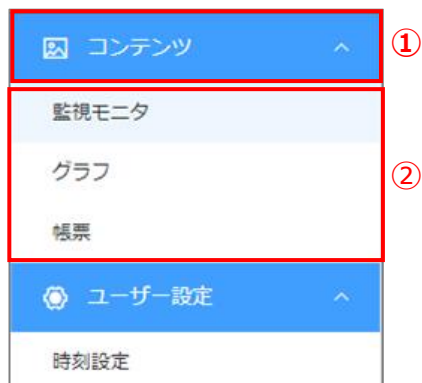 コンテンツ ①
監視モニタ
グラフ ②
帳票
ユーザー設定
時刻設定